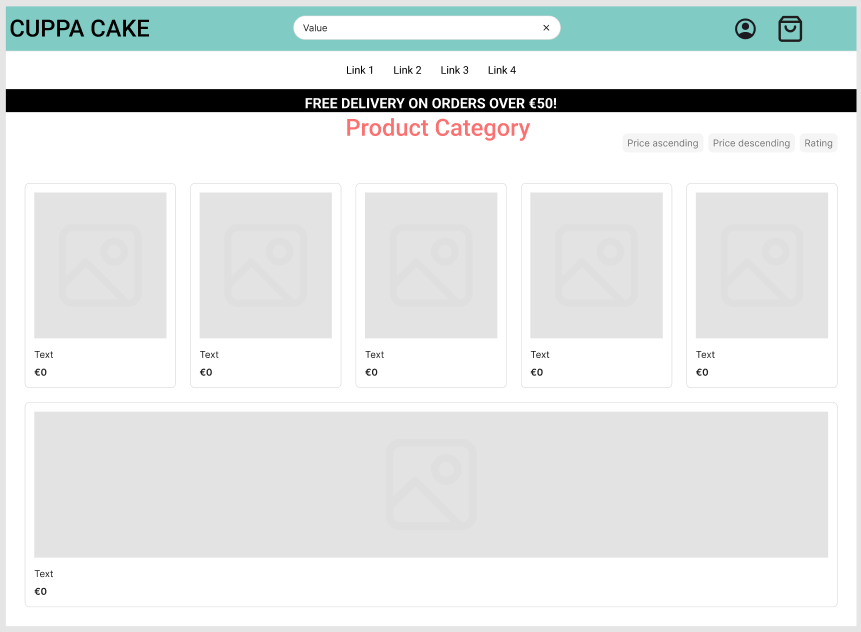 CUPPA CAKE
Value
Link 1 Link 2 Link 3 Link 4
FREE DELIVERY ON ORDERS OVER €50!
Product Category
Price ascending Price descending Rating
Text Text Text Text Text
€0 €0 €0 €0 €0
Text
€0